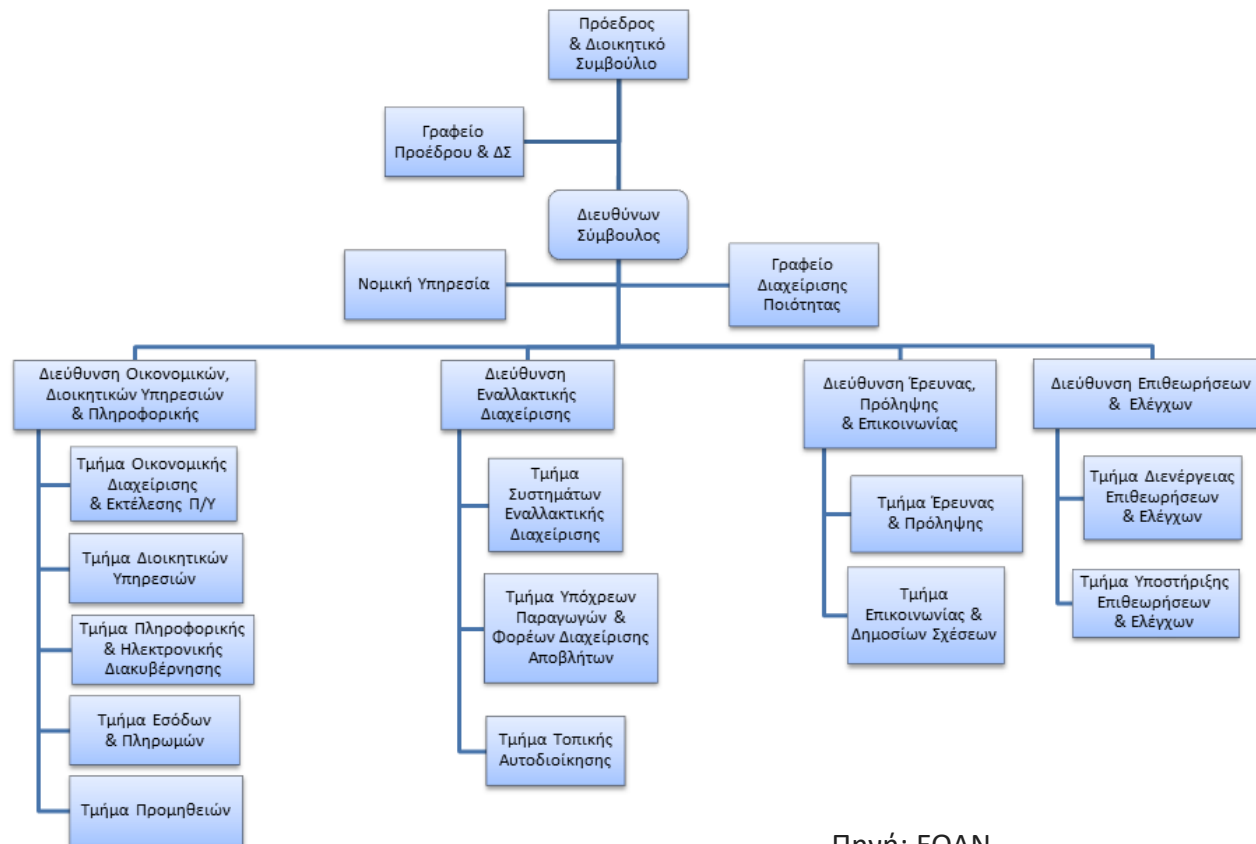 Πρόεδρος
& Διοικητικό
Συμβούλιο
Γραφείο
Προέδρου & ΔΣ
Διευθύνων
Σύμβουλος
Νομική Υπηρεσία
Γραφείο
Διαχείρισης
Ποιότητας
Διεύθυνση Οικονομικών,
Διοικητικών Υπηρεσιών
& Πληροφορικής
Τμήμα Οικονομικής
Διαχείρισης
& Εκτέλεσης Π/Υ
Τμήμα Διοικητικών
Υπηρεσιών
Τμήμα Πληροφορικής
& Ηλεκτρονικής
Διακυβέρνησης
Τμήμα Εσόδων
& Πληρωμών
Τμήμα Προμηθειών
Διεύθυνση
Εναλλακτικής
Διαχείρισης
Τμήμα
Συστημάτων
Εναλλακτικής
Διαχείρισης
Τμήμα Υπόχρεων
Παραγωγών &
Φορέων Διαχείρισης
Αποβλήτων
Τμήμα Τοπικής
Αυτοδιοίκησης
Διεύθυνση Έρευνας,
Πρόληψης
& Επικοινωνίας
Τμήμα Έρευνας
& Πρόληψης
Τμήμα
Επικοινωνίας &
Δημοσίων Σχέσεων
Διεύθυνση Επιθεωρήσεων
& Ελέγχων
Τμήμα Διενέργειας
Επιθεωρήσεων
& Ελέγχων
Τμήμα Υποστήριξης
Επιθεωρήσεων
& Ελέγχων
Πηγή: ΕΟΑΝ